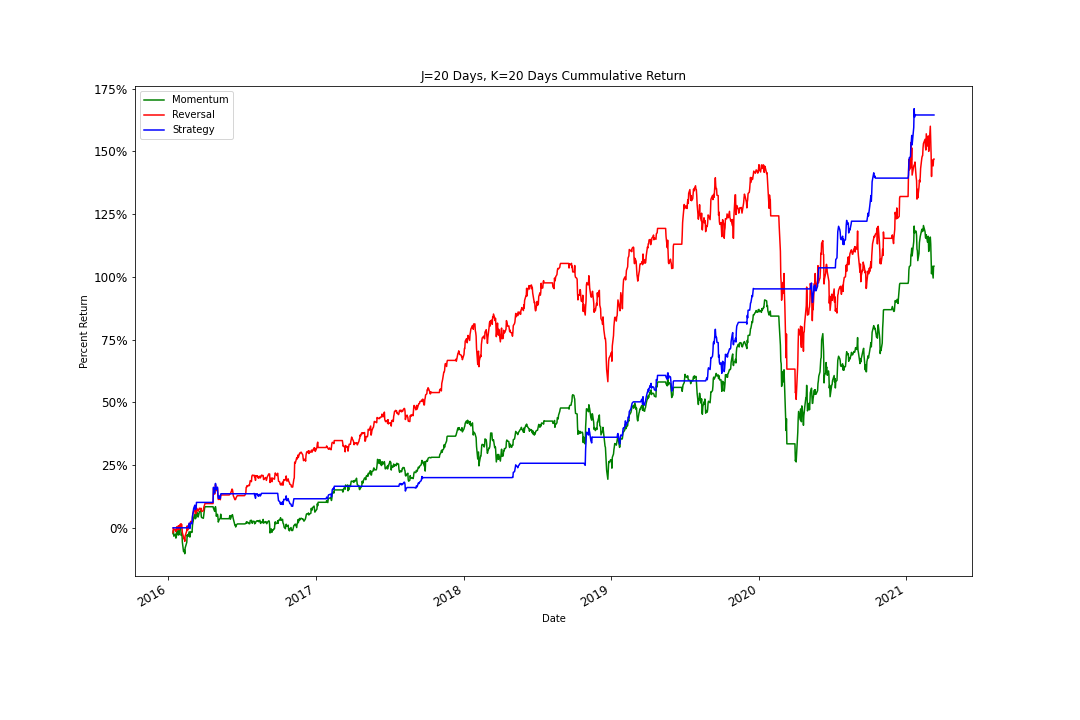 J=20 Days, K=20 Days Cummulative Return
175%
150%
125%
100%
75%
50%
25%
0%
Percent Return
Momentum
Reversal
Strategy
2016
2017
2018
2019
2020
2021
Date